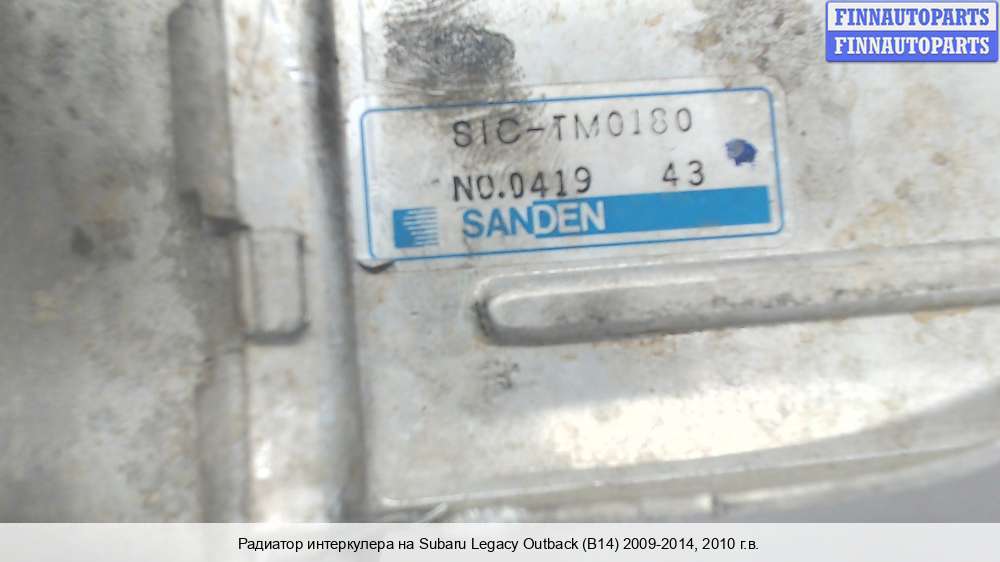 FINNAUTOPARTS
FINNAUTOPARTS
SIC-TM0180
NO.0419 43
SANDEN
Радиатор интеркулера на Subaru Legacy Outback (B14) 2009-2014, 2010 г.в.